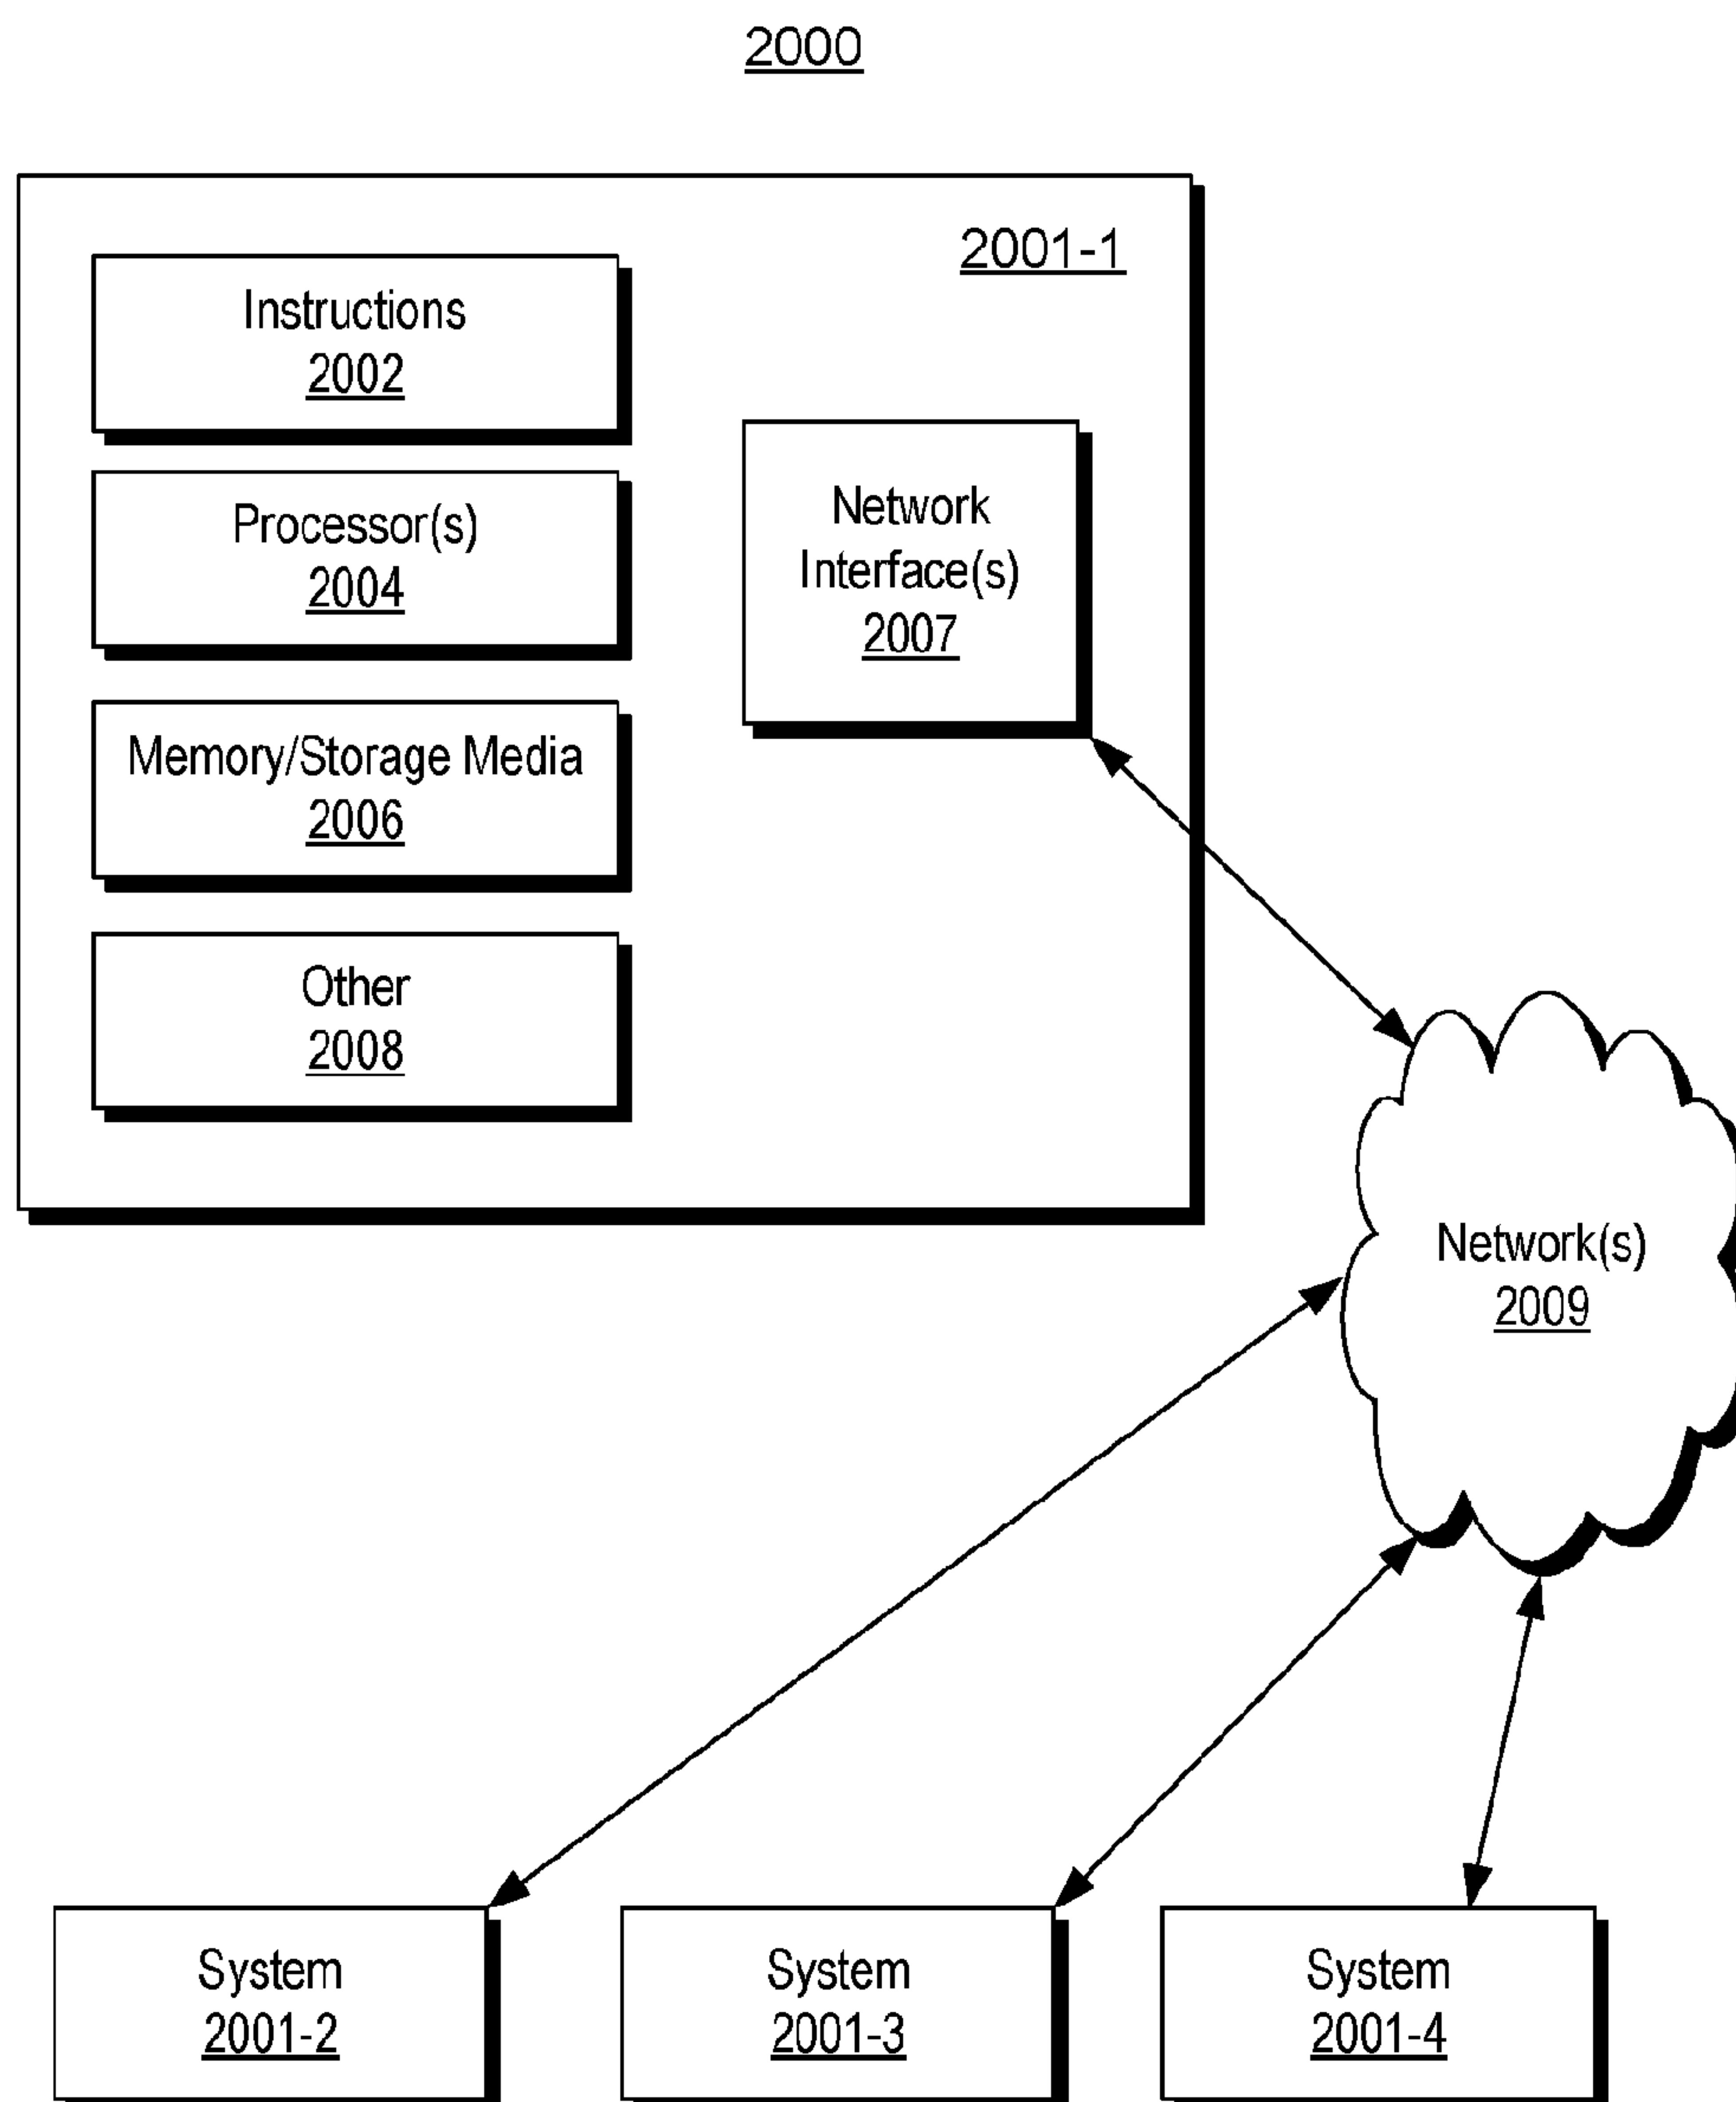 2000
2001-1
Instructions
2002
Processor(s)
2004
Memory/Storage Media
2006
Other
2008
Network
Interface(s)
2007
Network(s)
2009
System
2001-2
System
2001-3
System
2001-4